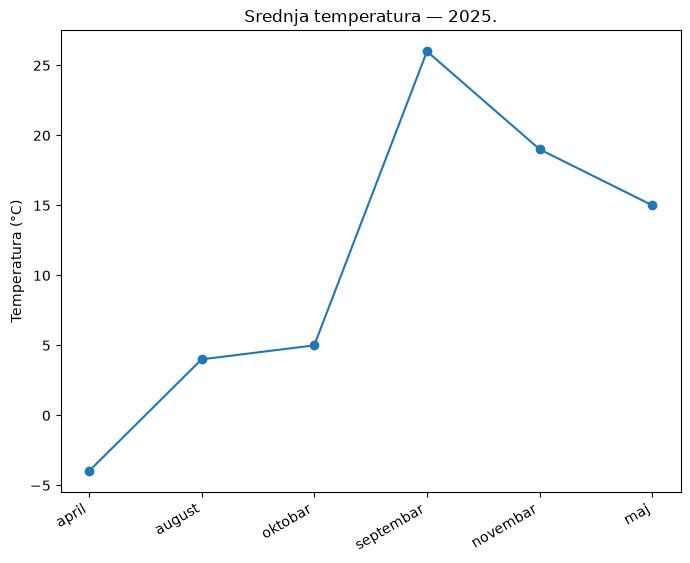 Srednja temperatura — 2025.
Temperatura (°C)
25
20
15
10
5
0
−5
april
august
oktobar
septembar
novembar
maj